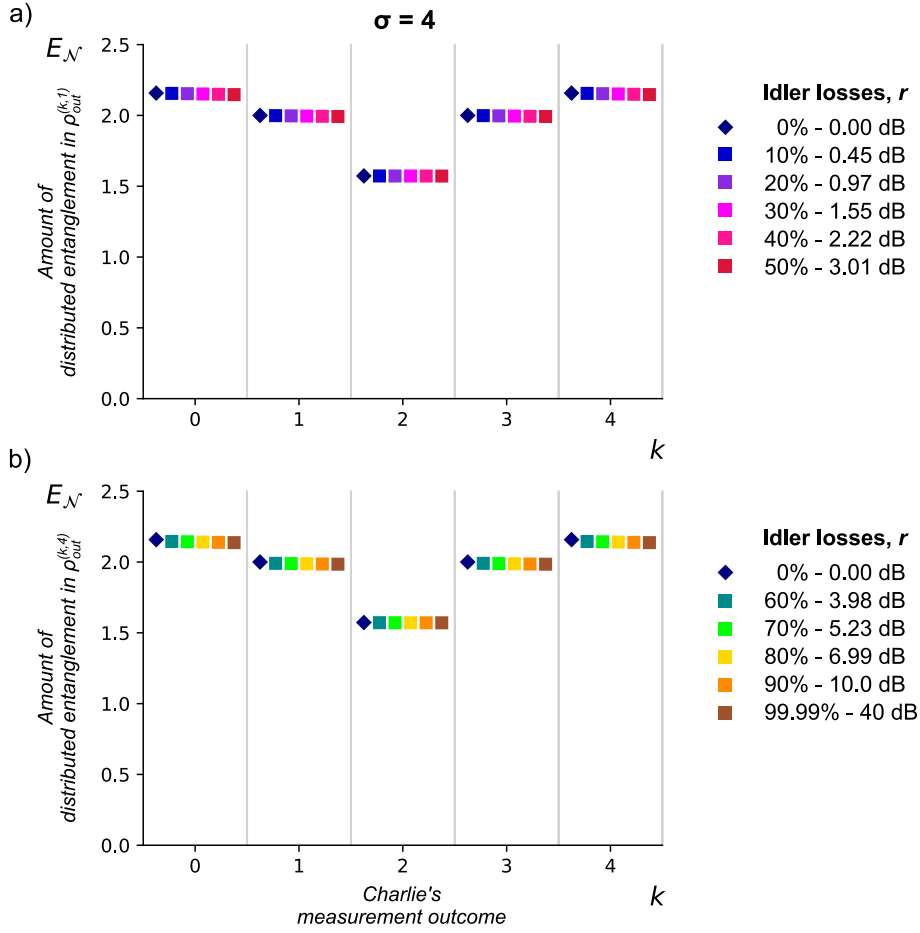 a)
σ = 4
E𝒩
Amount of
distributed entanglement in ρ_out^(k,1)
2.5
2.0
1.5
1.0
0.5
0.0
0 1 2 3 4
k
Idler losses, r
0% - 0.00 dB
10% - 0.45 dB
20% - 0.97 dB
30% - 1.55 dB
40% - 2.22 dB
50% - 3.01 dB
b)
E𝒩
Amount of
distributed entanglement in ρ_out^(k,4)
2.5
2.0
1.5
1.0
0.5
0.0
0 1 2 3 4
Charlie's
measurement outcome
k
Idler losses, r
0% - 0.00 dB
60% - 3.98 dB
70% - 5.23 dB
80% - 6.99 dB
90% - 10.0 dB
99.99% - 40 dB